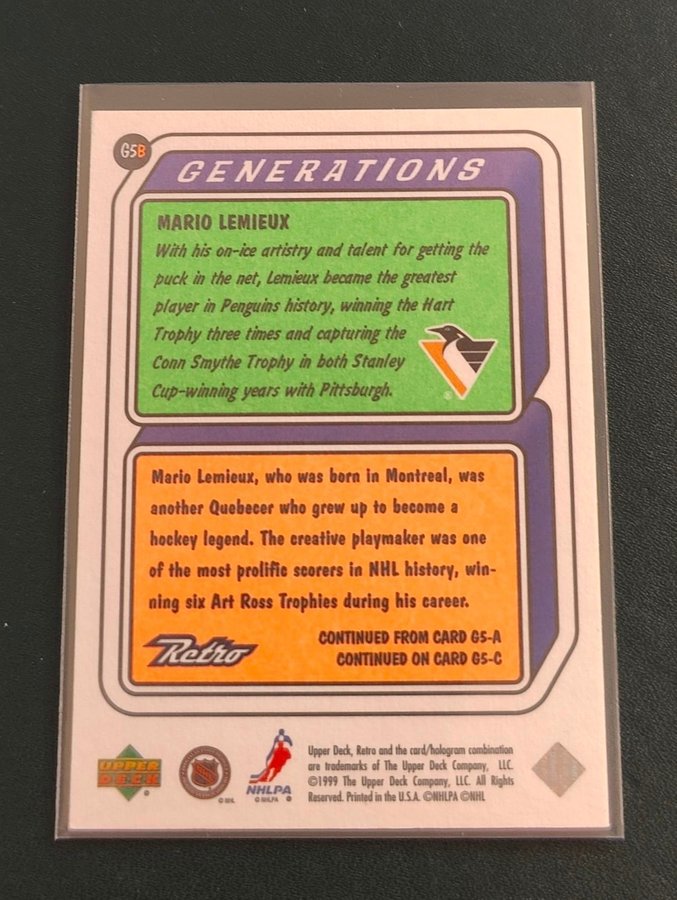 G5B
GENERATIONS
MARIO LEMIEUX
With his on-ice artistry and talent for getting the
puck in the net, Lemieux became the greatest
player in Penguins history, winning the Hart
Trophy three times and capturing the
Conn Smythe Trophy in both Stanley
Cup-winning years with Pittsburgh.
®
Mario Lemieux, who was born in Montreal, was
another Quebecer who grew up to become a
hockey legend. The creative playmaker was one
of the most prolific scorers in NHL history, win-
ning six Art Ross Trophies during his career.
Retro
CONTINUED FROM CARD G5-A
CONTINUED ON CARD G5-C
UPPER
DECK
®
© NHL
NHLPA
© NHLPA ®
Upper Deck, Retro and the card/hologram combination
are trademarks of The Upper Deck Company, LLC.
©1999 The Upper Deck Company, LLC. All Rights
Reserved. Printed in the U.S.A. ©NHLPA ©NHL